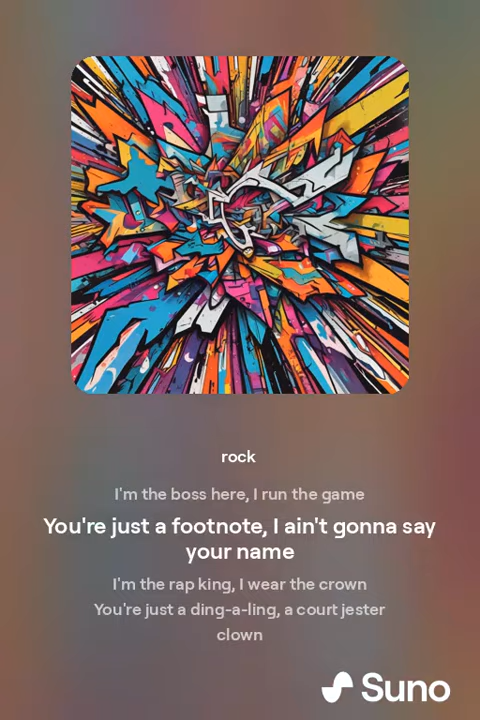 rock
I'm the boss here, I run the game
You're just a footnote, I ain't gonna say
your name
I'm the rap king, I wear the crown
You're just a ding-a-ling, a court jester
clown
Suno